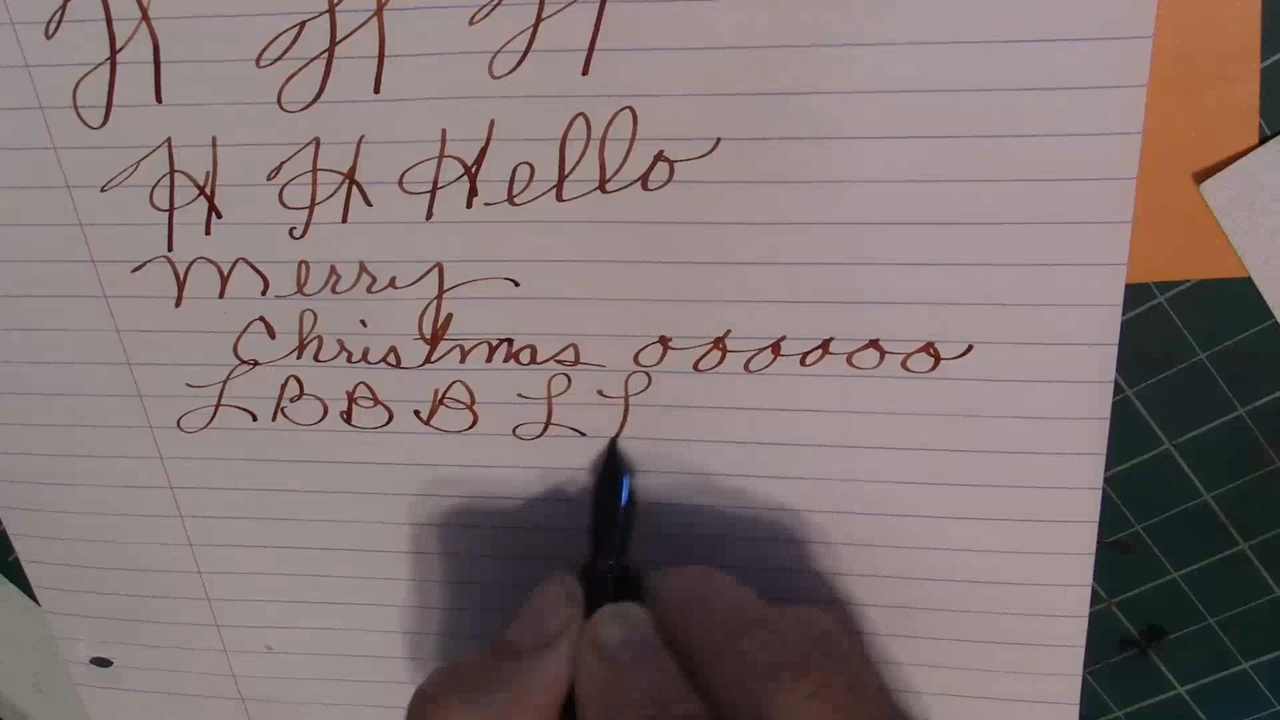 H H H
H H Hello
Merry
Christmas oooooo
L B B B L L